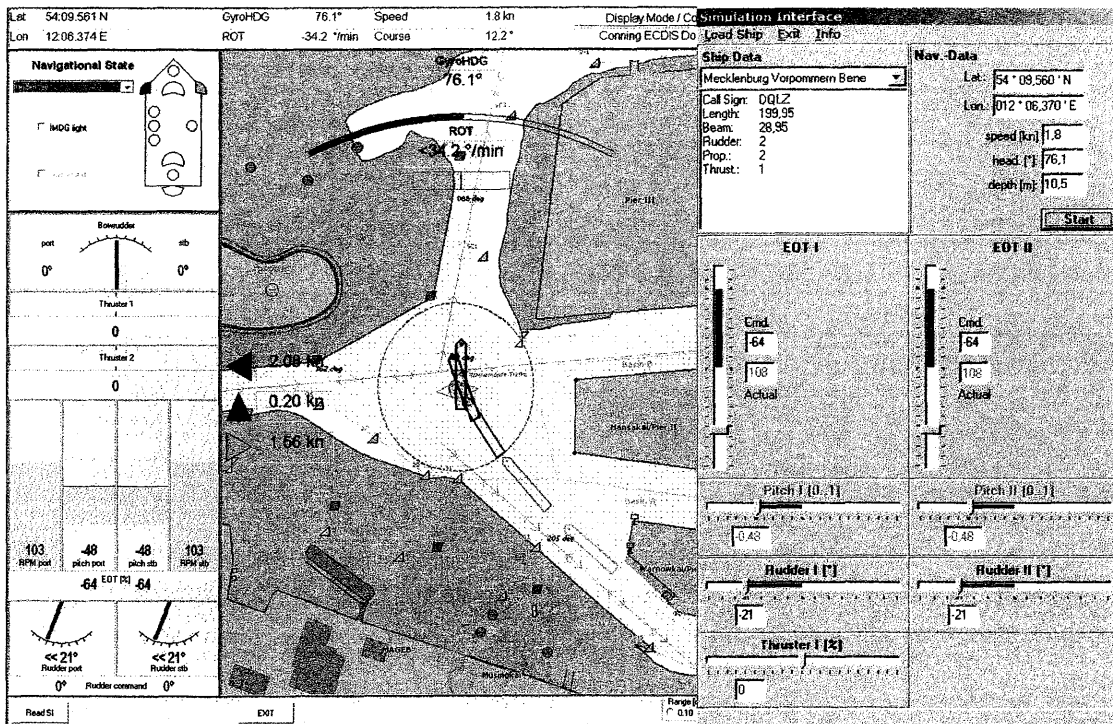 Lat 54:09.561 N
GyroHDG 76.1°
Speed 1.8 kn
Display Mode / Co
Lon 12:06.374 E
ROT -34.2 °/min
Course 12.2 °
Conning ECDIS Do
Navigational State
IMDG light
Bowrudder
port
stb
0°
0°
Thruster 1
0
Thruster 2
0
103
-48
-48
103
RPM port
pitch port
pitch stb
RPM stb
-64
EOT [%]
-64
<< 21°
<< 21°
Rudder port
Rudder stb
0°
Rudder command
0°
Read SI
EXIT
GyroHDG
76.1°
ROT
<34.2 °/min
Pier III
2.08 kn
0.20 kn
1.66 kn
Hansakai/Pier II
205 deg
Range [
0.10
Simulation Interface
Load Ship Exit Info
Ship Data
Mecklenburg Vorpommern Bene
Call Sign: DQLZ
Length: 199,95
Beam: 28,95
Rudder: 2
Prop.: 2
Thrust.: 1
Nav.-Data
Lat.: 54 ° 09,560 ' N
Lon.: 012 ° 06,370 ' E
speed [kn] 1,8
head. [°]: 76,1
depth [m]: 10,5
Start
EOT I
EOT II
Cmd.
-64
108
Actual
Cmd.
-64
108
Actual
Pitch I [0..1]
Pitch II [0..1]
-0,48
-0,48
Rudder I [°]
Rudder II [°]
-21
-21
Thruster I [%]
0